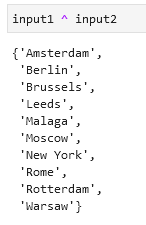 input1 ^ input2
{'Amsterdam',
'Berlin',
'Brussels',
'Leeds',
'Malaga',
'Moscow',
'New York',
'Rome',
'Rotterdam',
'Warsaw'}